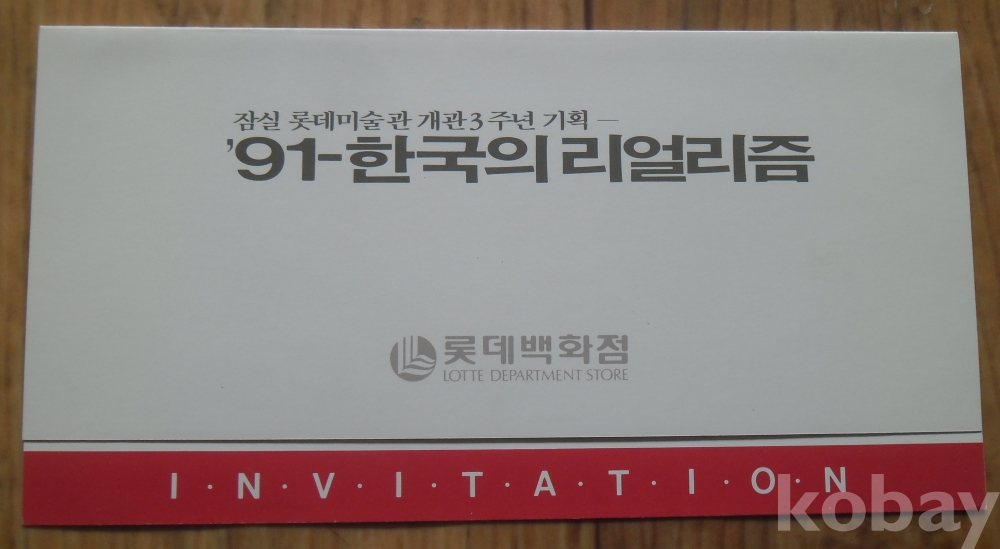 잠실 롯데미술관 개관3주년 기획 —
’91-한국의 리얼리즘
롯데백화점
LOTTE DEPARTMENT STORE
I·N·V·I·T·A·T·I·O·N
kobay